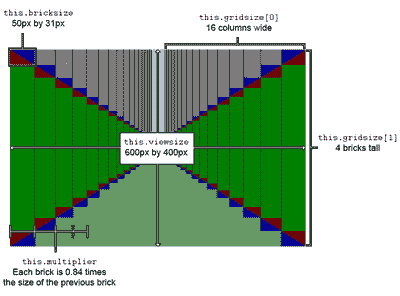 this.bricksize
50px by 31px
this.gridsize[0]
16 columns wide
this.gridsize[1]
4 bricks tall
this.viewsize
600px by 400px
this.multiplier
Each brick is 0.84 times
the size of the previous brick